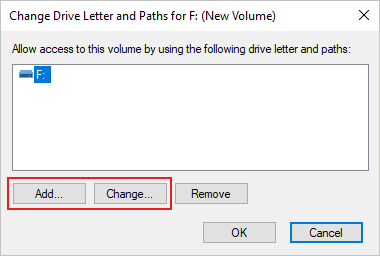 Change Drive Letter and Paths for F: (New Volume)
Allow access to this volume by using the following drive letter and paths:
F:
Add... Change... Remove
OK Cancel